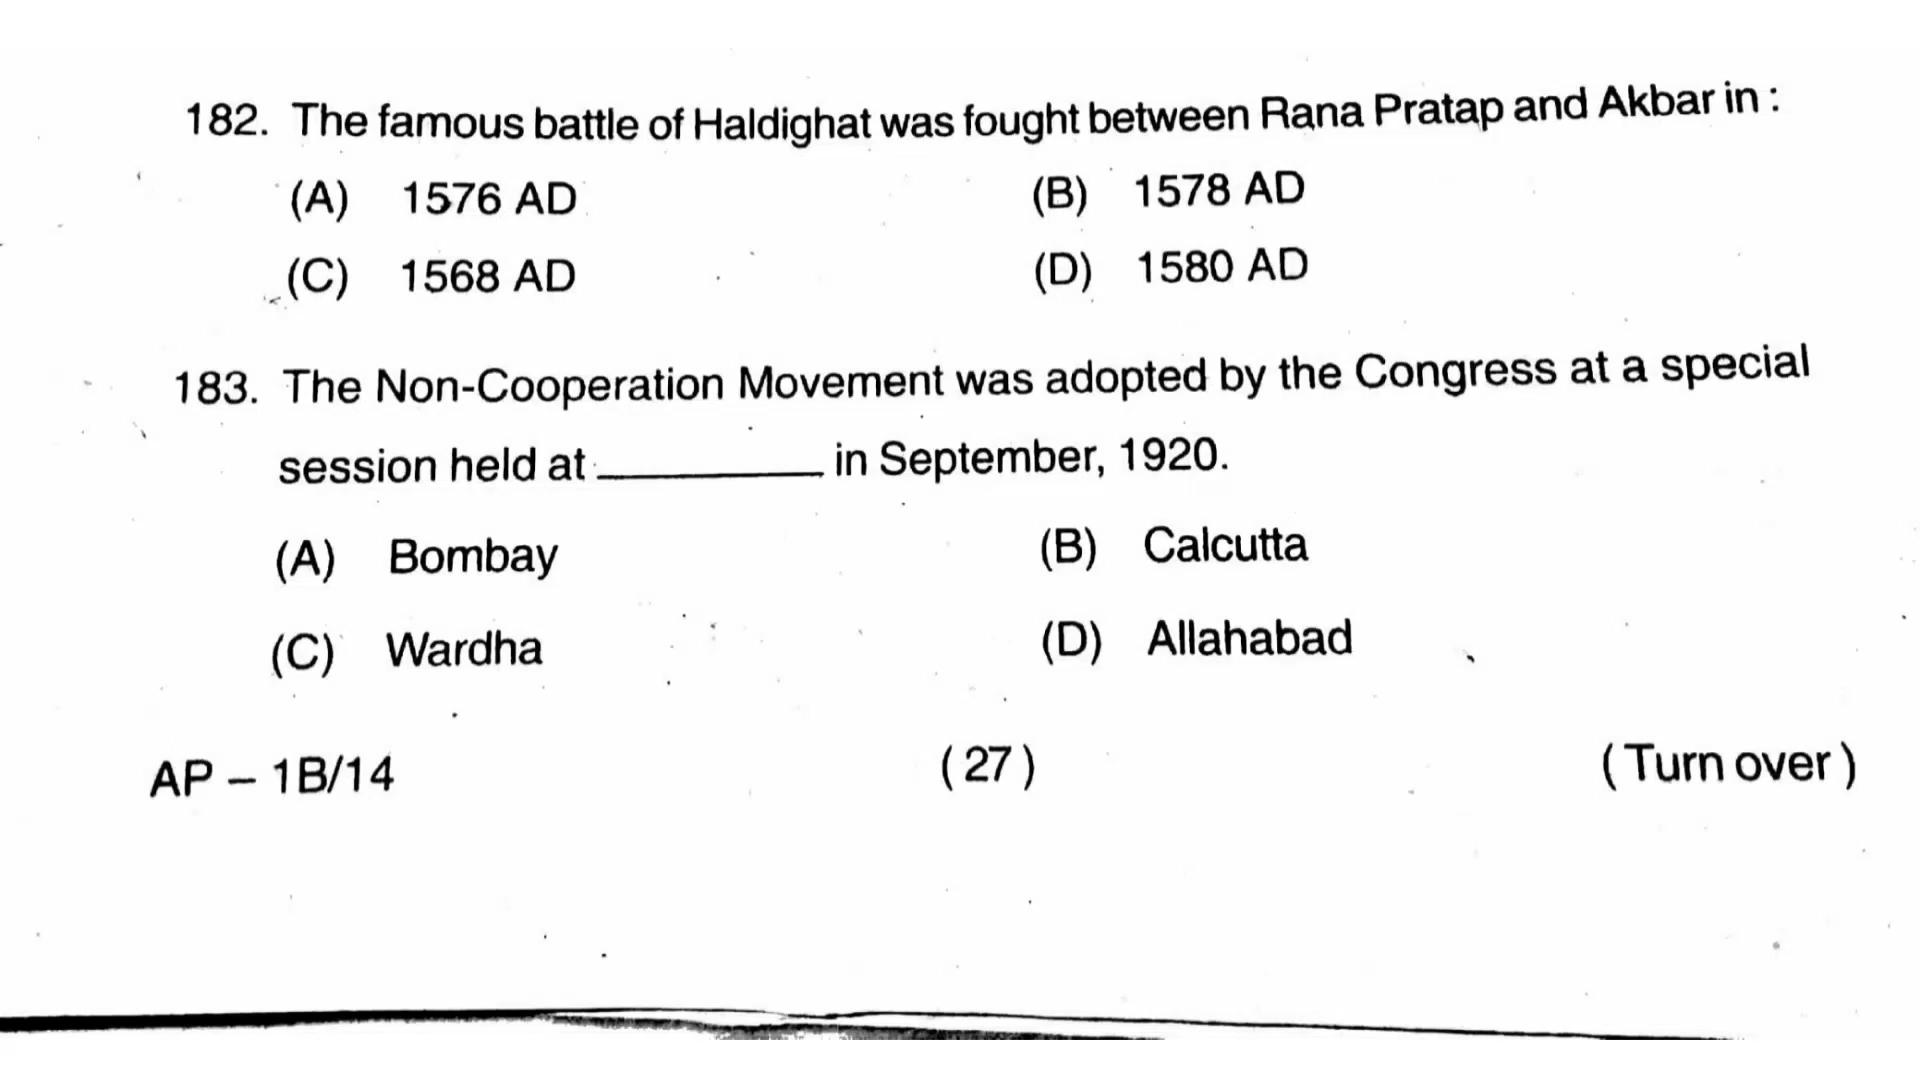 182. The famous battle of Haldighat was fought between Rana Pratap and Akbar in :
(A) 1576 AD (B) 1578 AD
(C) 1568 AD (D) 1580 AD
183. The Non-Cooperation Movement was adopted by the Congress at a special
session held at __________ in September, 1920.
(A) Bombay (B) Calcutta
(C) Wardha (D) Allahabad
AP – 1B/14 ( 27 ) ( Turn over )